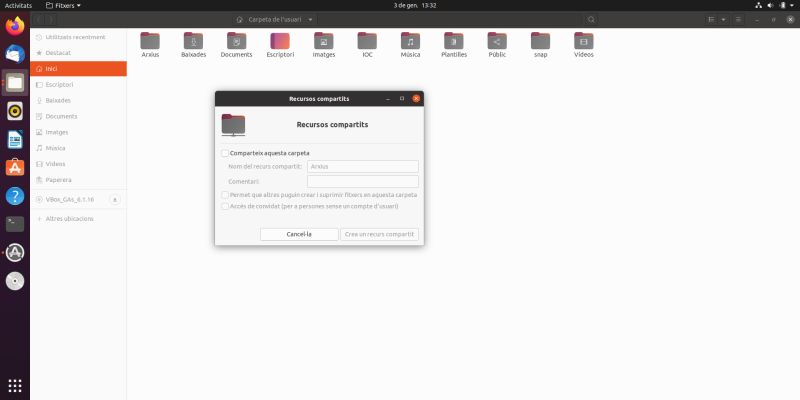 Activitats
Fitxers
3 de gen. 13:32
Carpeta de l'usuari
Utilitzats recentment
Destacat
Inici
Escriptori
Baixades
Documents
Imatges
Música
Vídeos
Paperera
VBox_GAs_6.1.16
Altres ubicacions
Arxius
Baixades
Documents
Escriptori
Imatges
IOC
Música
Plantilles
Públic
snap
Vídeos
Recursos compartits
Recursos compartits
Comparteix aquesta carpeta
Nom del recurs compartit:
Arxius
Comentari:
Permet que altres puguin crear i suprimir fitxers en aquesta carpeta
Accés de convidat (per a persones sense un compte d'usuari)
Cancel·la
Crea un recurs compartit